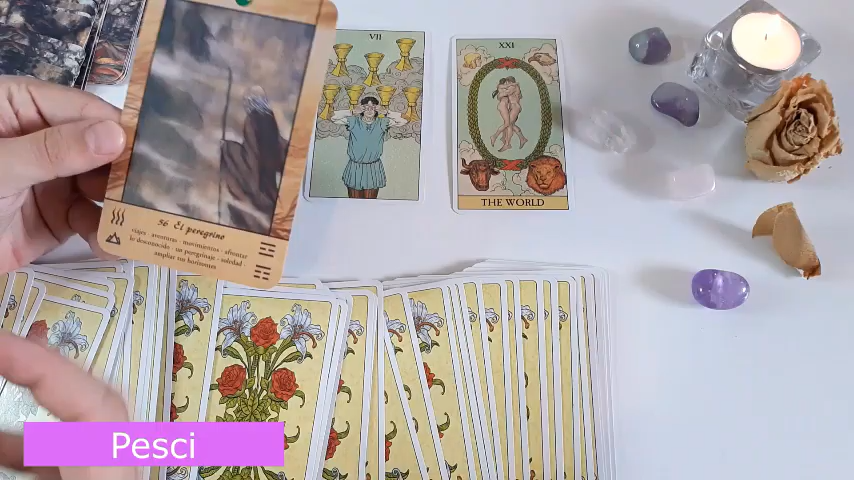 VII
XXI
THE WORLD
56 El peregrino
viajes · aventuras · movimientos · afrontar
lo desconocido · un peregrinaje · soledad ·
ampliar tus horizontes
Pesci